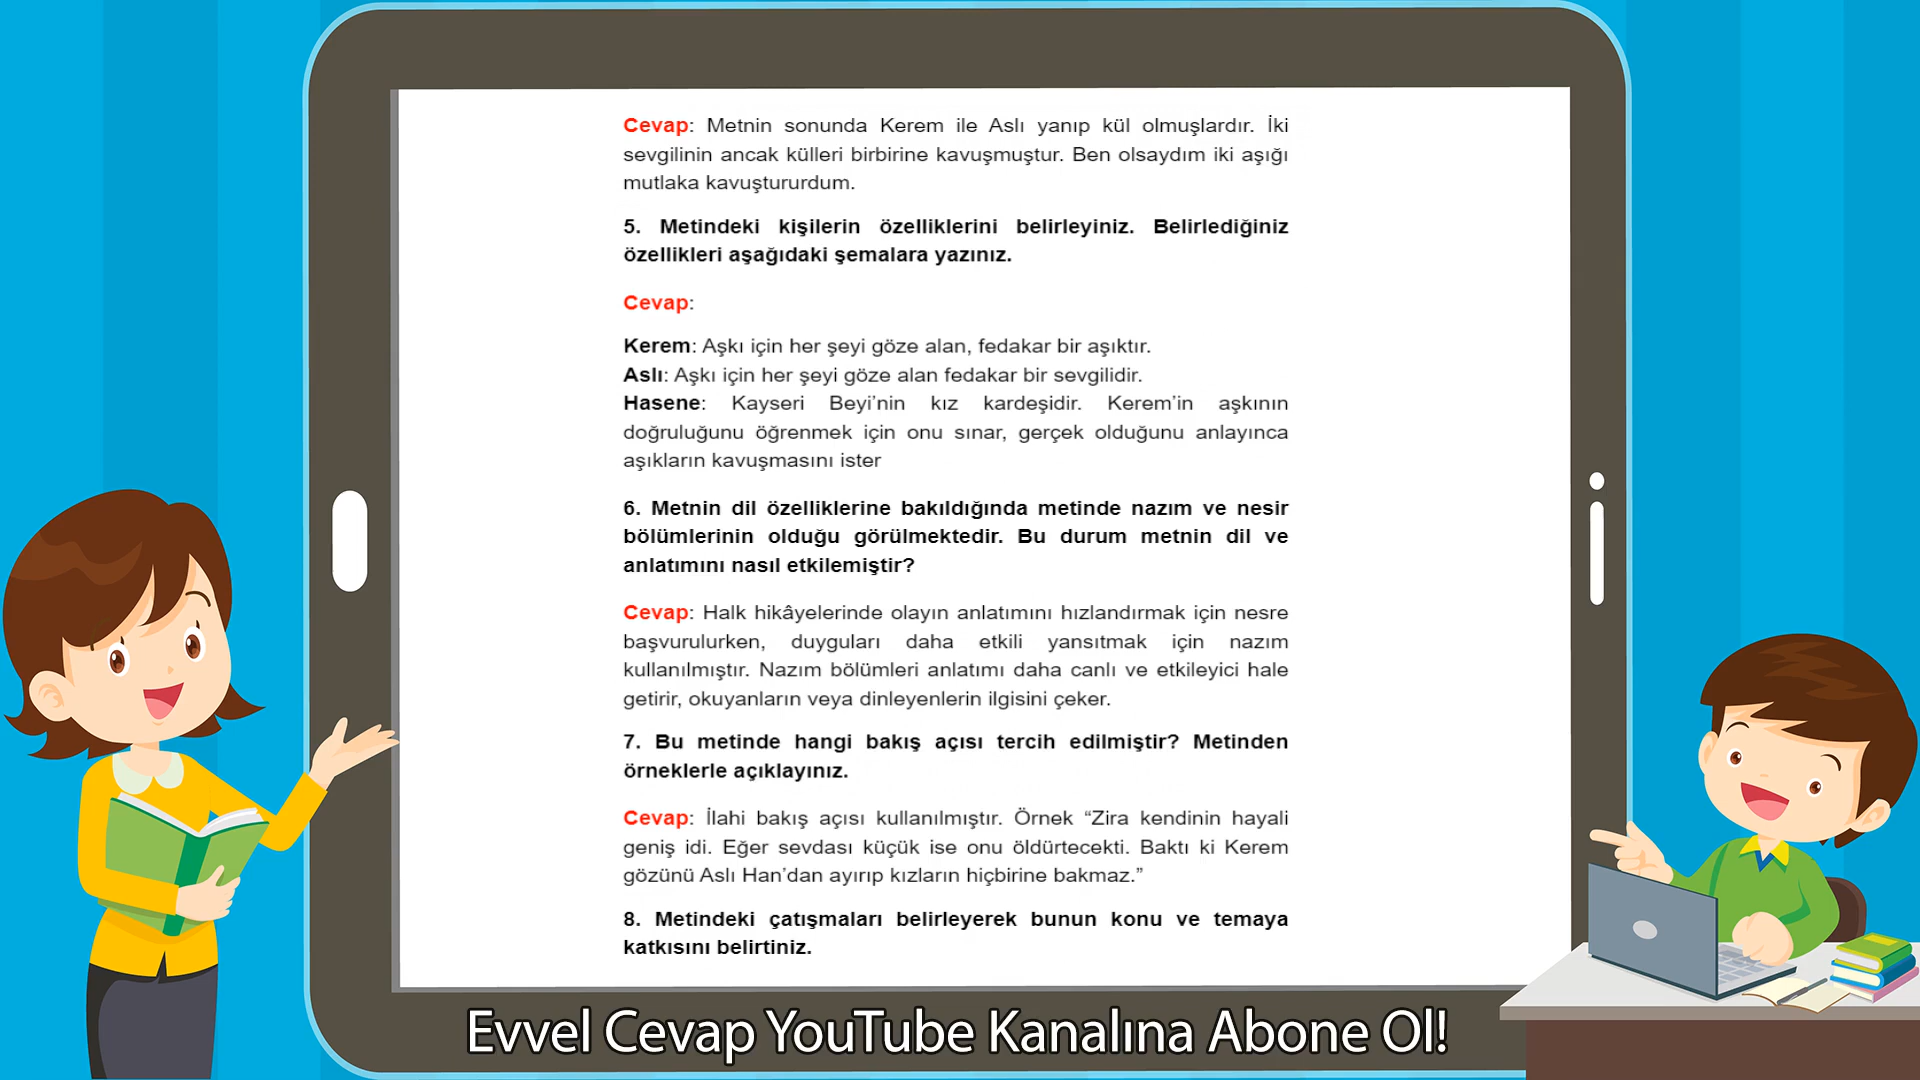 Cevap: Metnin sonunda Kerem ile Aslı yanıp kül olmuşlardır. İki
sevgilinin ancak külleri birbirine kavuşmuştur. Ben olsaydım iki aşığı
mutlaka kavuştururdum.
5. Metindeki kişilerin özelliklerini belirleyiniz. Belirlediğiniz
özellikleri aşağıdaki şemalara yazınız.
Cevap:
Kerem: Aşkı için her şeyi göze alan, fedakar bir aşıktır.
Aslı: Aşkı için her şeyi göze alan fedakar bir sevgilidir.
Hasene: Kayseri Beyi’nin kız kardeşidir. Kerem’in aşkının
doğruluğunu öğrenmek için onu sınar, gerçek olduğunu anlayınca
aşıkların kavuşmasını ister
6. Metnin dil özelliklerine bakıldığında metinde nazım ve nesir
bölümlerinin olduğu görülmektedir. Bu durum metnin dil ve
anlatımını nasıl etkilemiştir?
Cevap: Halk hikâyelerinde olayın anlatımını hızlandırmak için nesre
başvurulurken, duyguları daha etkili yansıtmak için nazım
kullanılmıştır. Nazım bölümleri anlatımı daha canlı ve etkileyici hale
getirir, okuyanların veya dinleyenlerin ilgisini çeker.
7. Bu metinde hangi bakış açısı tercih edilmiştir? Metinden
örneklerle açıklayınız.
Cevap: İlahi bakış açısı kullanılmıştır. Örnek “Zira kendinin hayali
geniş idi. Eğer sevdası küçük ise onu öldürtecekti. Baktı ki Kerem
gözünü Aslı Han’dan ayırıp kızların hiçbirine bakmaz.”
8. Metindeki çatışmaları belirleyerek bunun konu ve temaya
katkısını belirtiniz.
Evvel Cevap YouTube Kanalına Abone Ol!